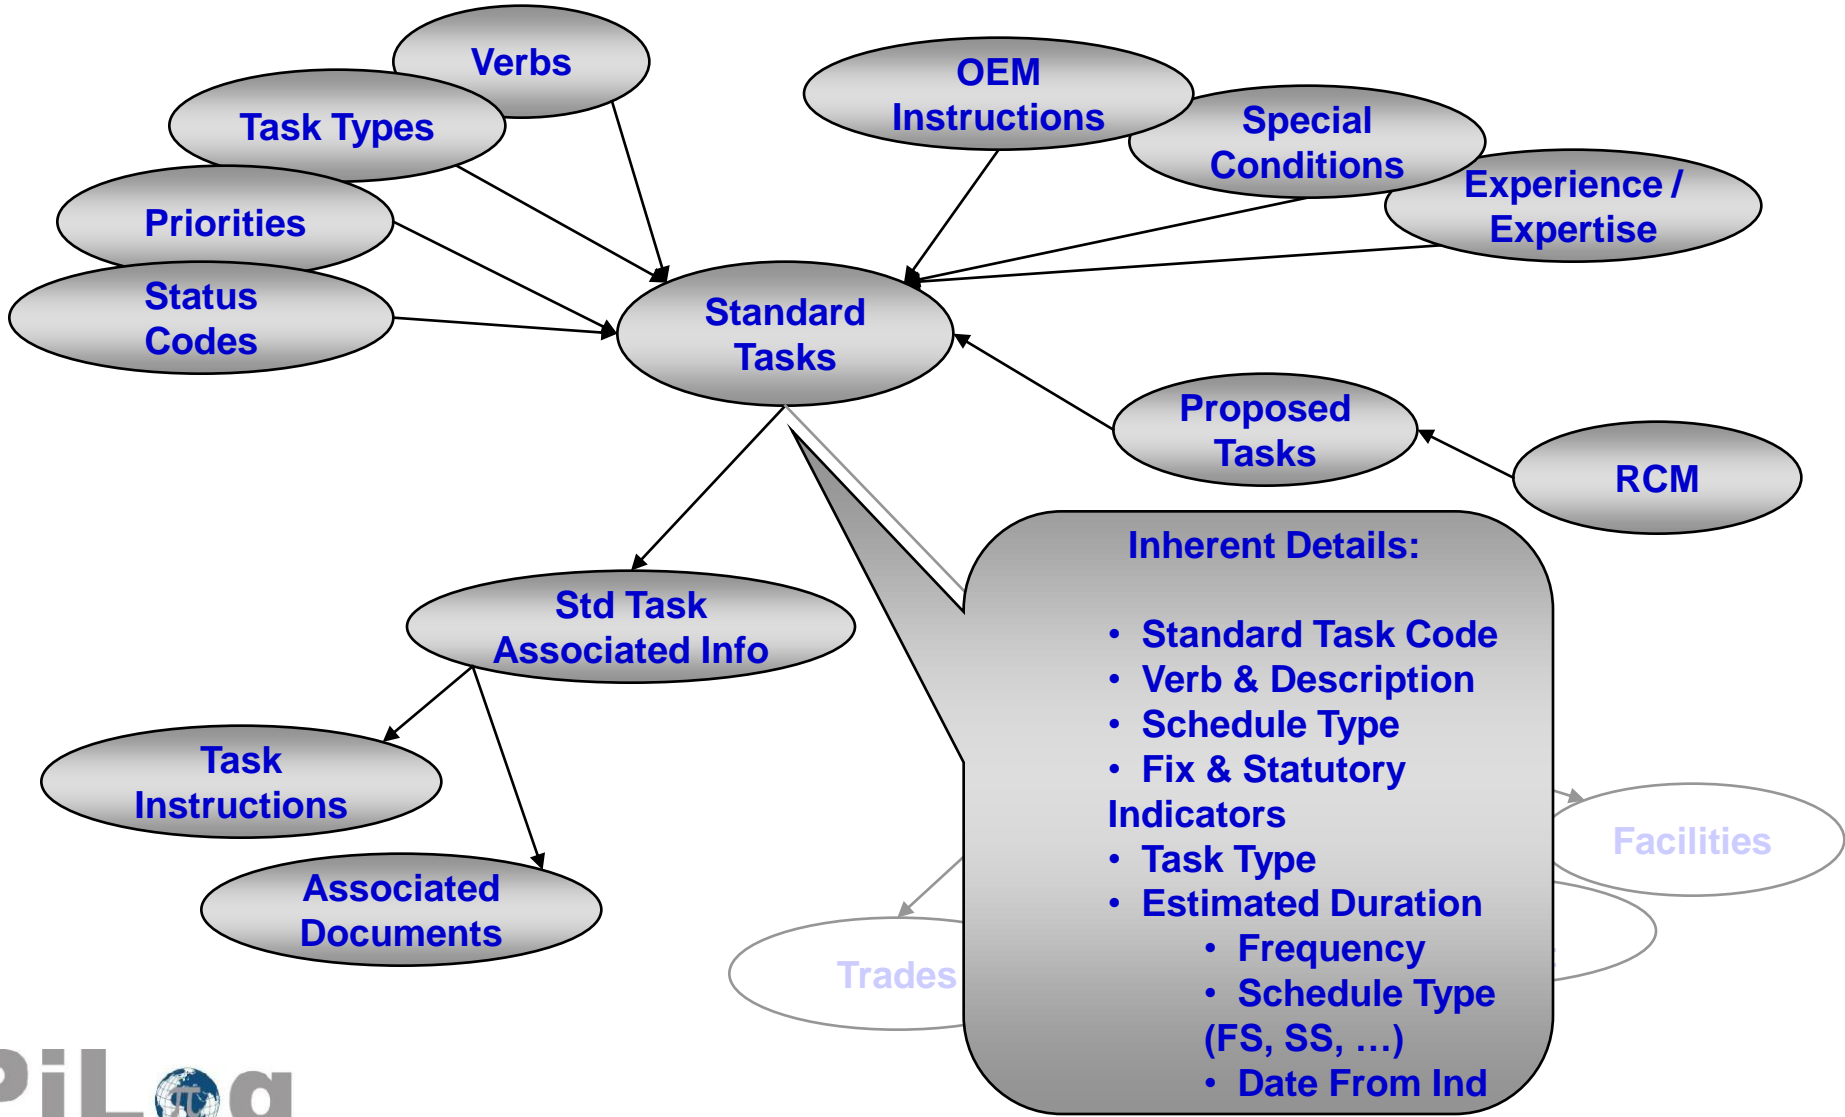 Verbs
Task Types
Priorities
Status
Codes
OEM
Instructions
Special
Conditions
Experience /
Expertise
Standard
Tasks
Proposed
Tasks
RCM
Std Task
Associated Info
Task
Instructions
Associated
Documents
Inherent Details:
• Standard Task Code
• Verb & Description
• Schedule Type
• Fix & Statutory
Indicators
• Task Type
• Estimated Duration
• Frequency
• Schedule Type
(FS, SS, …)
• Date From Ind
Facilities
Trades
PiLog